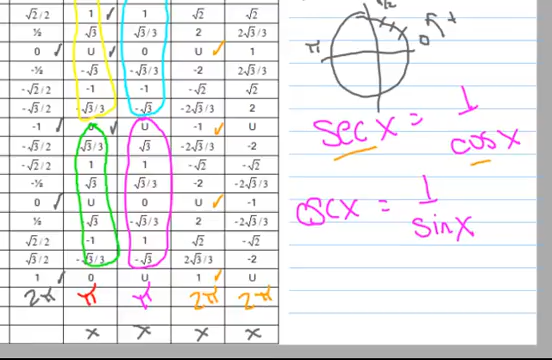 √2/2 1 ✓ 1 √2 √2
½ √3 √3/3 2 2√3/3
0 ✓ U ✓ 0 U ✓ 1
-½ -√3 -√3/3 -2 2√3/3
-√2/2 -1 -1 -√2 √2
-√3/2 -√3/3 -√3 -2√3/3 2
-1 ✓ ✓ U -1 ✓ U
-√3/2 √3/3 √3 -2√3/3 -2
-√2/2 1 1 -√2 -√2
-½ √3 √3/3 -2 -2√3/3
0 ✓ U 0 U ✓ -1
½ √3 -√3/3 2 -2√3/3
√2/2 -1 1 √2 -√2
√3/2 -√3/3 -√3 2√3/3 -2
1 ✓ 0 U 1 ✓ U
2π π π 2π 2π
x x x x
π 0 +
sec x = 1/cos x
csc x = 1/sin x